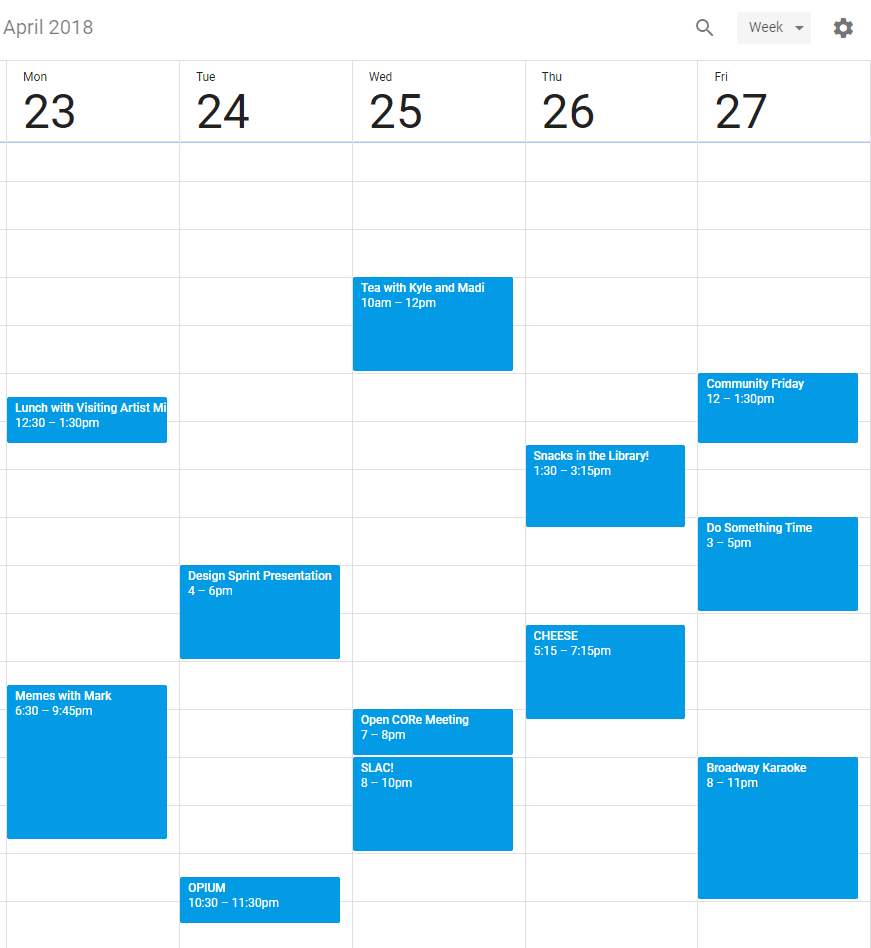 April 2018
Week
Mon
23
Tue
24
Wed
25
Thu
26
Fri
27
Lunch with Visiting Artist Mi
12:30 – 1:30pm
Memes with Mark
6:30 – 9:45pm
Design Sprint Presentation
4 – 6pm
OPIUM
10:30 – 11:30pm
Tea with Kyle and Madi
10am – 12pm
Open CORe Meeting
7 – 8pm
SLAC!
8 – 10pm
Snacks in the Library!
1:30 – 3:15pm
CHEESE
5:15 – 7:15pm
Community Friday
12 – 1:30pm
Do Something Time
3 – 5pm
Broadway Karaoke
8 – 11pm